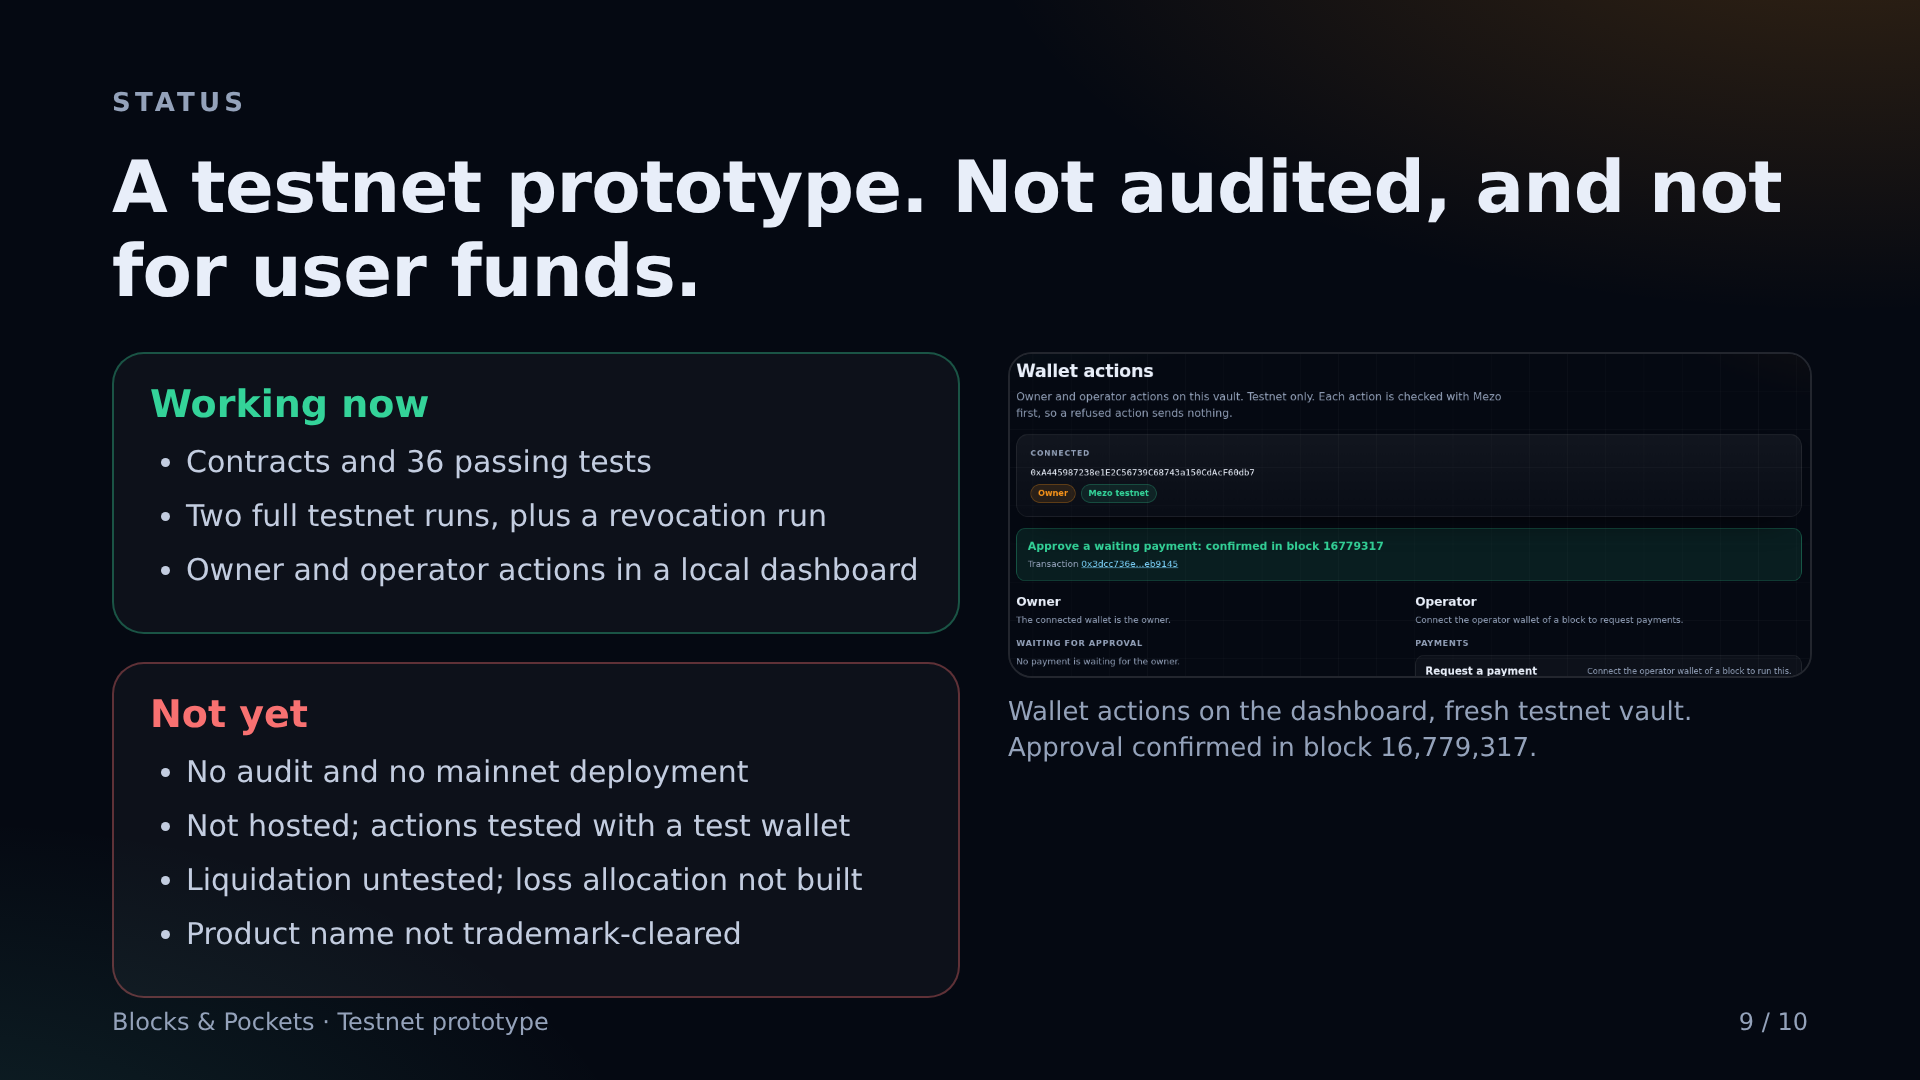 STATUS
A testnet prototype. Not audited, and not
for user funds.
Working now
• Contracts and 36 passing tests
• Two full testnet runs, plus a revocation run
• Owner and operator actions in a local dashboard
Not yet
• No audit and no mainnet deployment
• Not hosted; actions tested with a test wallet
• Liquidation untested; loss allocation not built
• Product name not trademark-cleared
Wallet actions
Owner and operator actions on this vault. Testnet only. Each action is checked with Mezo
first, so a refused action sends nothing.
CONNECTED
0xA445987238e1E2C56739C68743a150CdAcF60db7
Owner Mezo testnet
Approve a waiting payment: confirmed in block 16779317
Transaction 0x3dcc736e…eb9145
Owner
The connected wallet is the owner.
WAITING FOR APPROVAL
No payment is waiting for the owner.
Operator
Connect the operator wallet of a block to request payments.
PAYMENTS
Request a payment Connect the operator wallet of a block to run this.
Wallet actions on the dashboard, fresh testnet vault.
Approval confirmed in block 16,779,317.
Blocks & Pockets · Testnet prototype
9 / 10